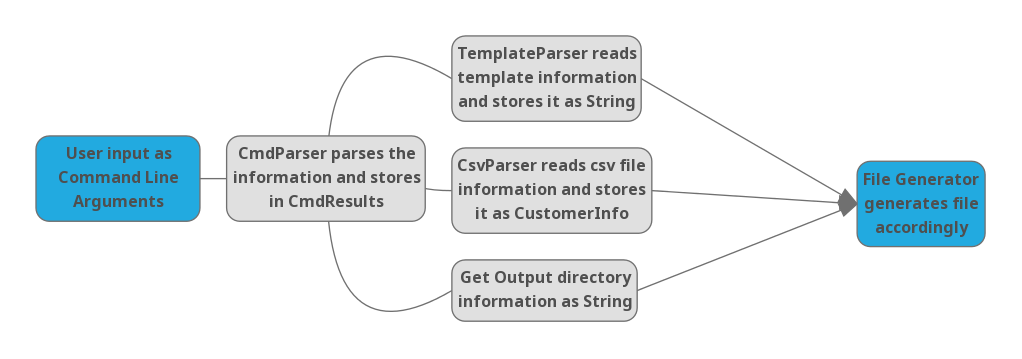 User input as
Command Line
Arguments
CmdParser parses the
information and stores
in CmdResults
TemplateParser reads
template information
and stores it as String
CsvParser reads csv file
information and stores
it as CustomerInfo
Get Output directory
information as String
File Generator
generates file
accordingly